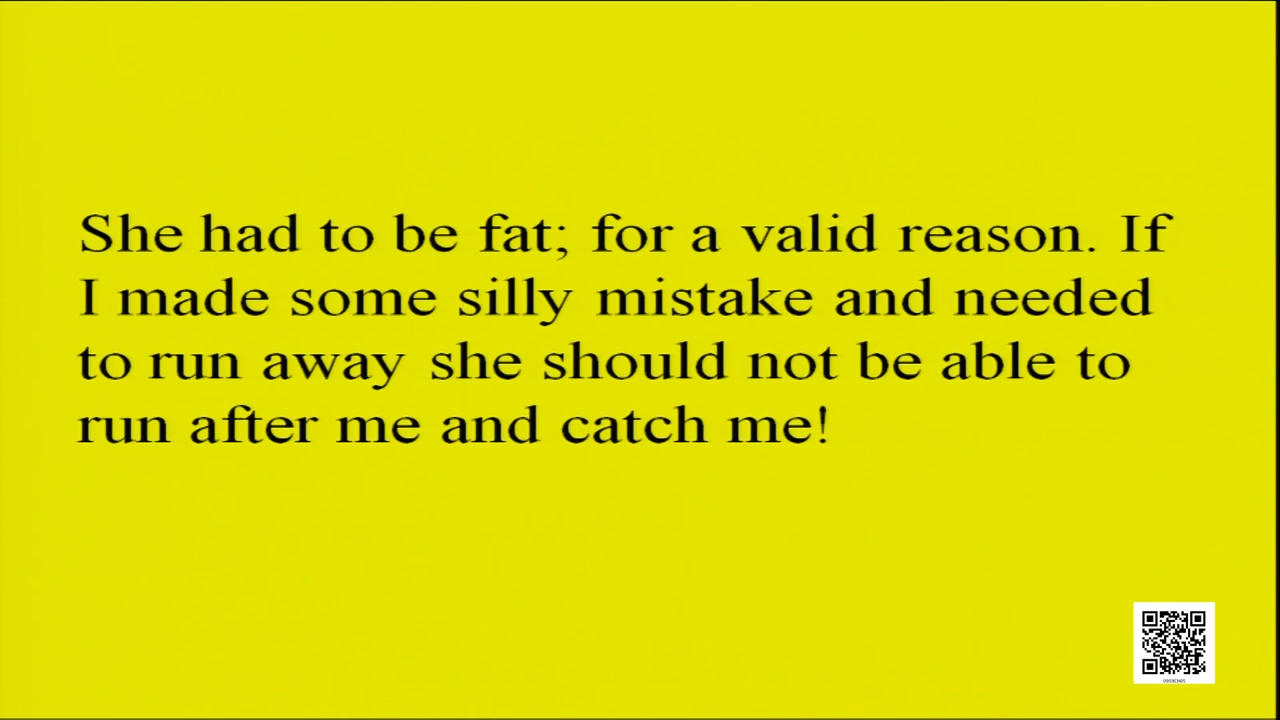 She had to be fat; for a valid reason. If
I made some silly mistake and needed
to run away she should not be able to
run after me and catch me!